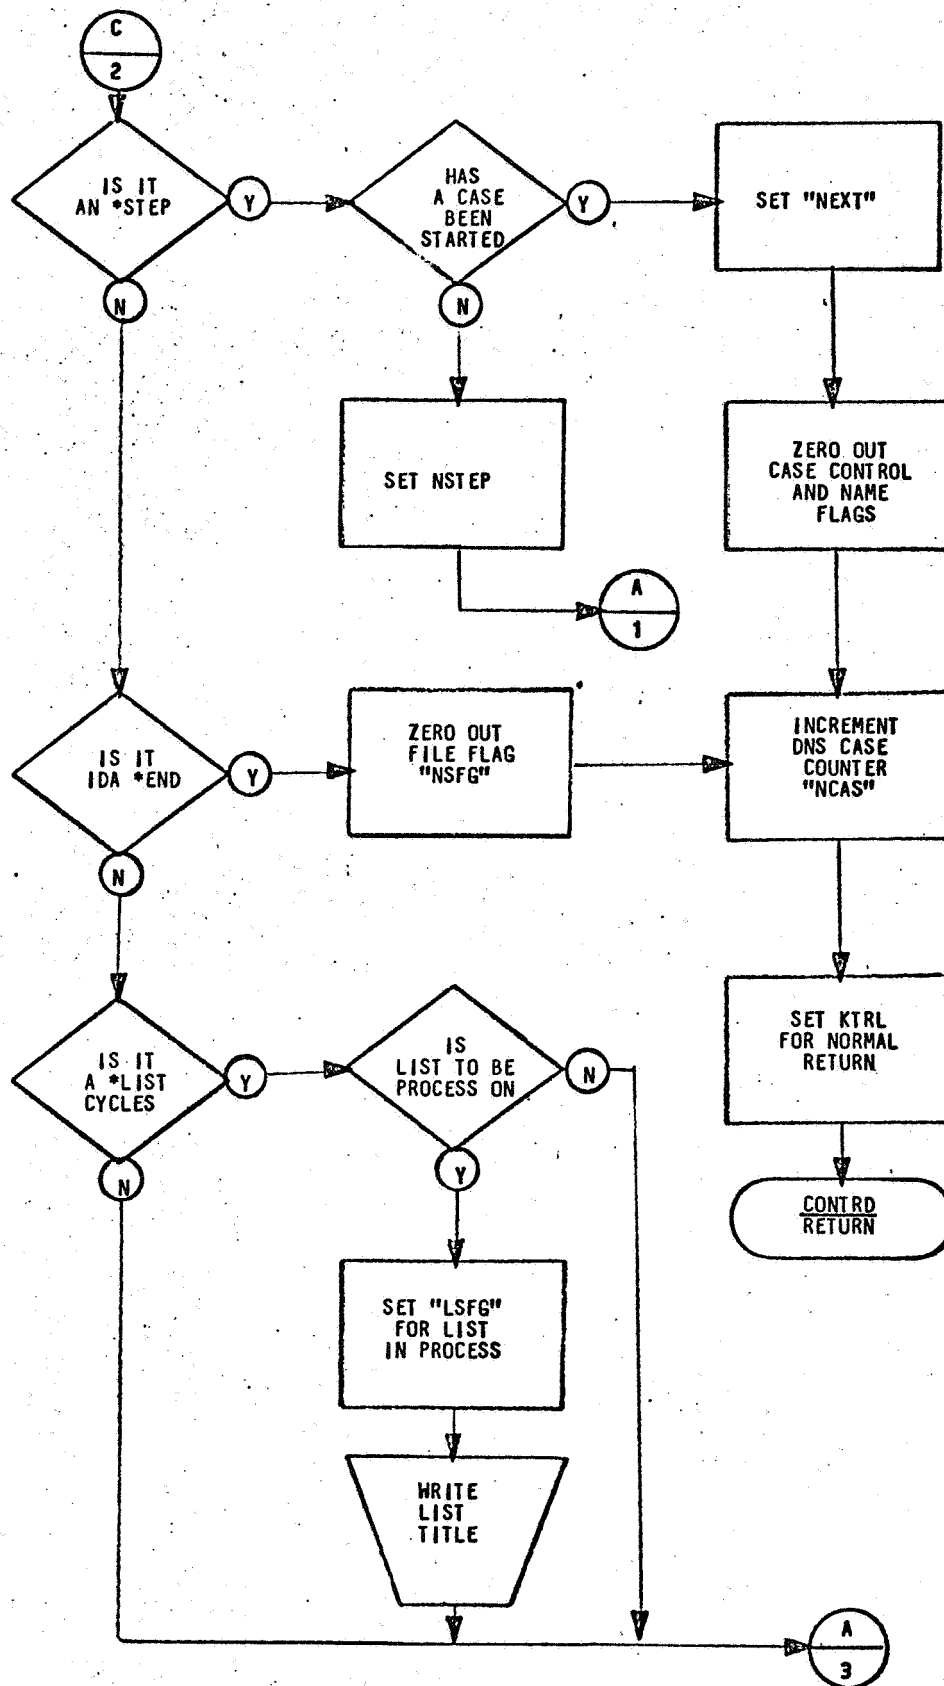 C
2
IS IT
AN *STEP
Y
HAS
A CASE
BEEN
STARTED
Y
SET "NEXT"
N
N
SET NSTEP
ZERO OUT
CASE CONTROL
AND NAME
FLAGS
A
1
IS IT
IDA *END
Y
ZERO OUT
FILE FLAG
"NSFG"
INCREMENT
DNS CASE
COUNTER
"NCAS"
N
IS IT
A *LIST
CYCLES
Y
IS
LIST TO BE
PROCESS ON
N
SET KTRL
FOR NORMAL
RETURN
N
Y
CONTRD
RETURN
SET "LSFG"
FOR LIST
IN PROCESS
WRITE
LIST
TITLE
A
3